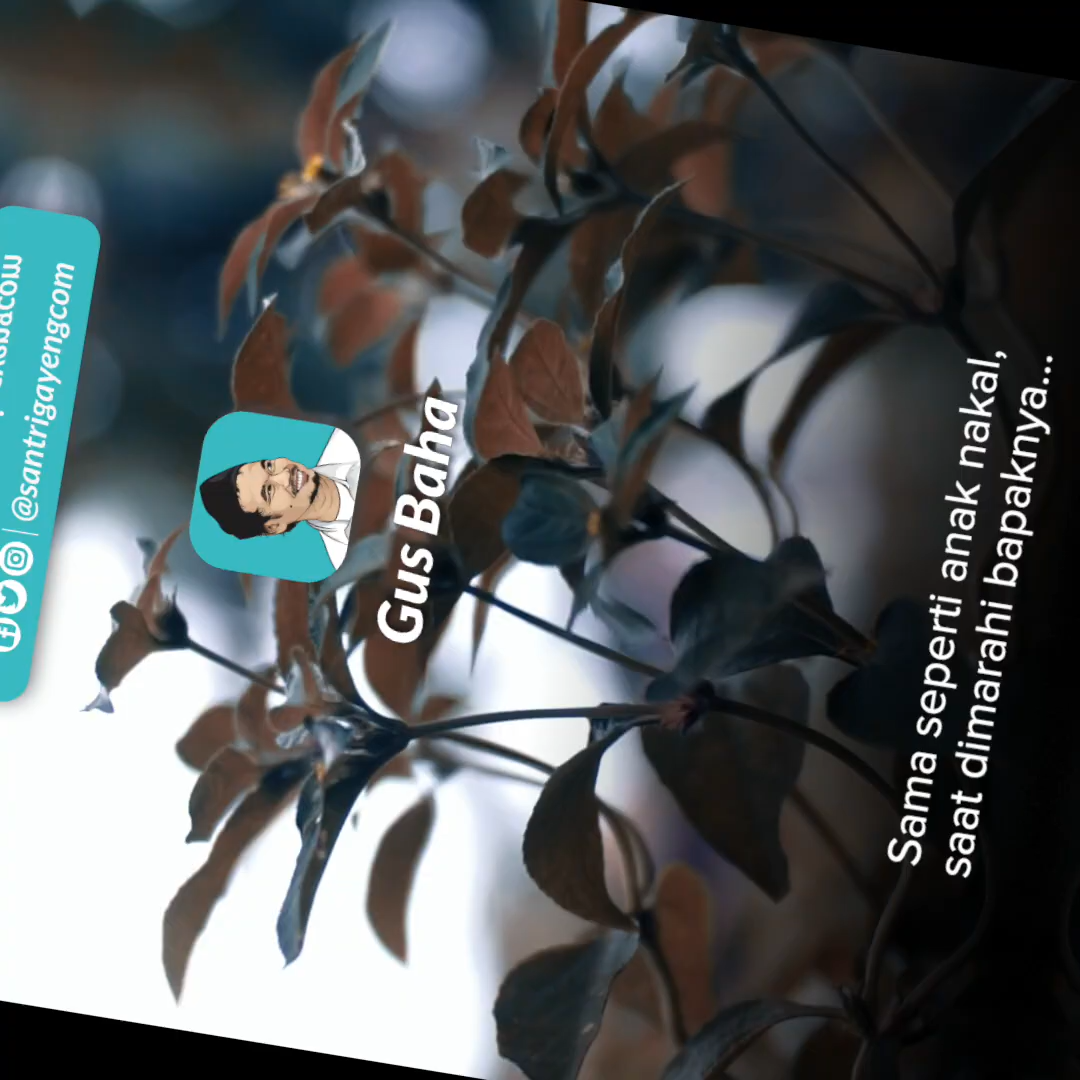 @santrigayengcom
Gus Baha
Sama seperti anak nakal,
saat dimarahi bapaknya...